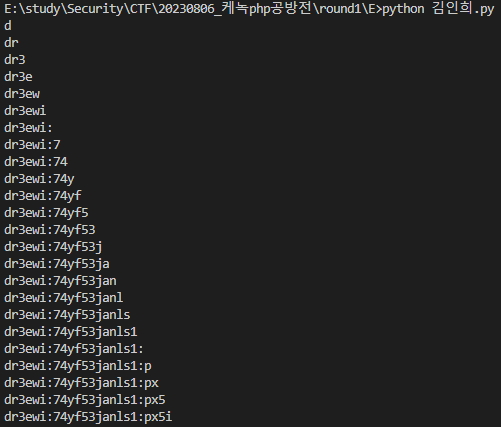 E:\study\Security\CTF\20230806_케녹php공방전\round1\E>python 김인희.py
d
dr
dr3
dr3e
dr3ew
dr3ewi
dr3ewi:
dr3ewi:7
dr3ewi:74
dr3ewi:74y
dr3ewi:74yf
dr3ewi:74yf5
dr3ewi:74yf53
dr3ewi:74yf53j
dr3ewi:74yf53ja
dr3ewi:74yf53jan
dr3ewi:74yf53janl
dr3ewi:74yf53janls
dr3ewi:74yf53janls1
dr3ewi:74yf53janls1:
dr3ewi:74yf53janls1:p
dr3ewi:74yf53janls1:px
dr3ewi:74yf53janls1:px5
dr3ewi:74yf53janls1:px5i